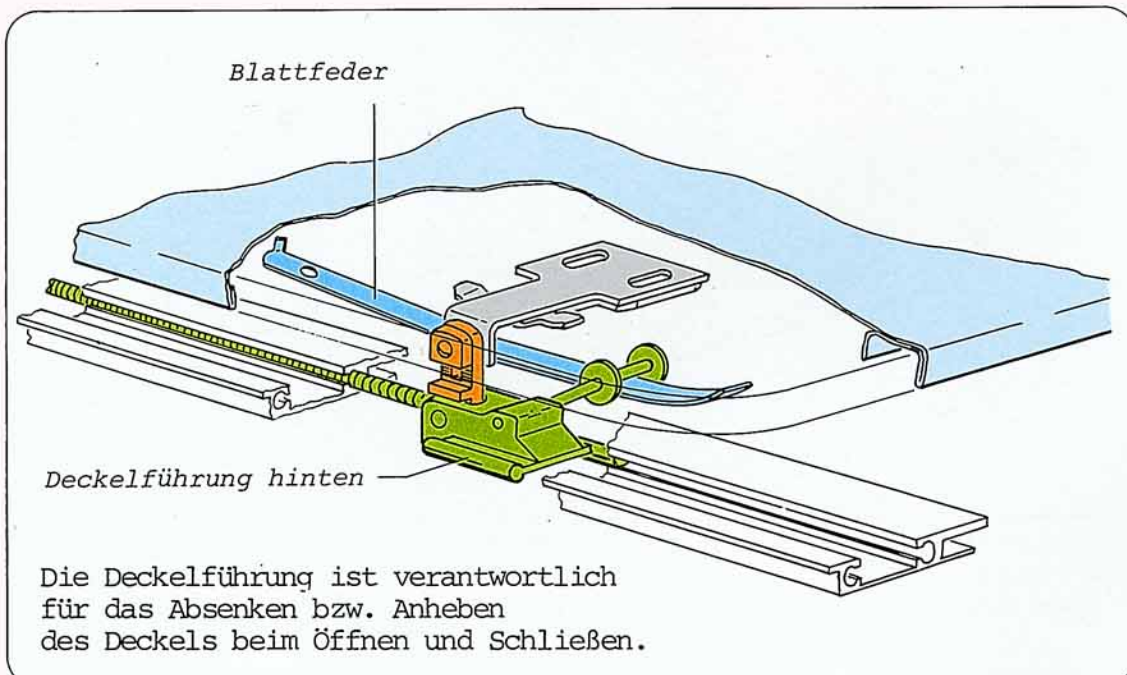 Blattfeder
Deckelführung hinten
Die Deckelführung ist verantwortlich
für das Absenken bzw. Anheben
des Deckels beim Öffnen und Schließen.